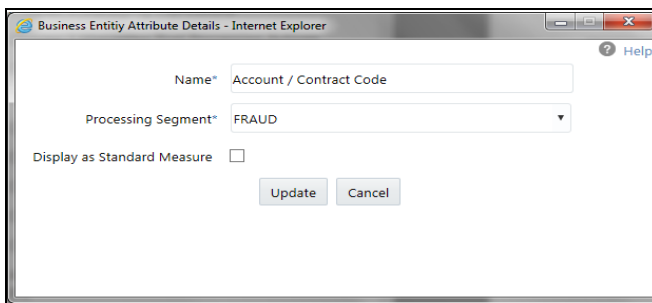 Business Entitiy Attribute Details - Internet Explorer
Help
Name* Account / Contract Code
Processing Segment* FRAUD
Display as Standard Measure
Update Cancel